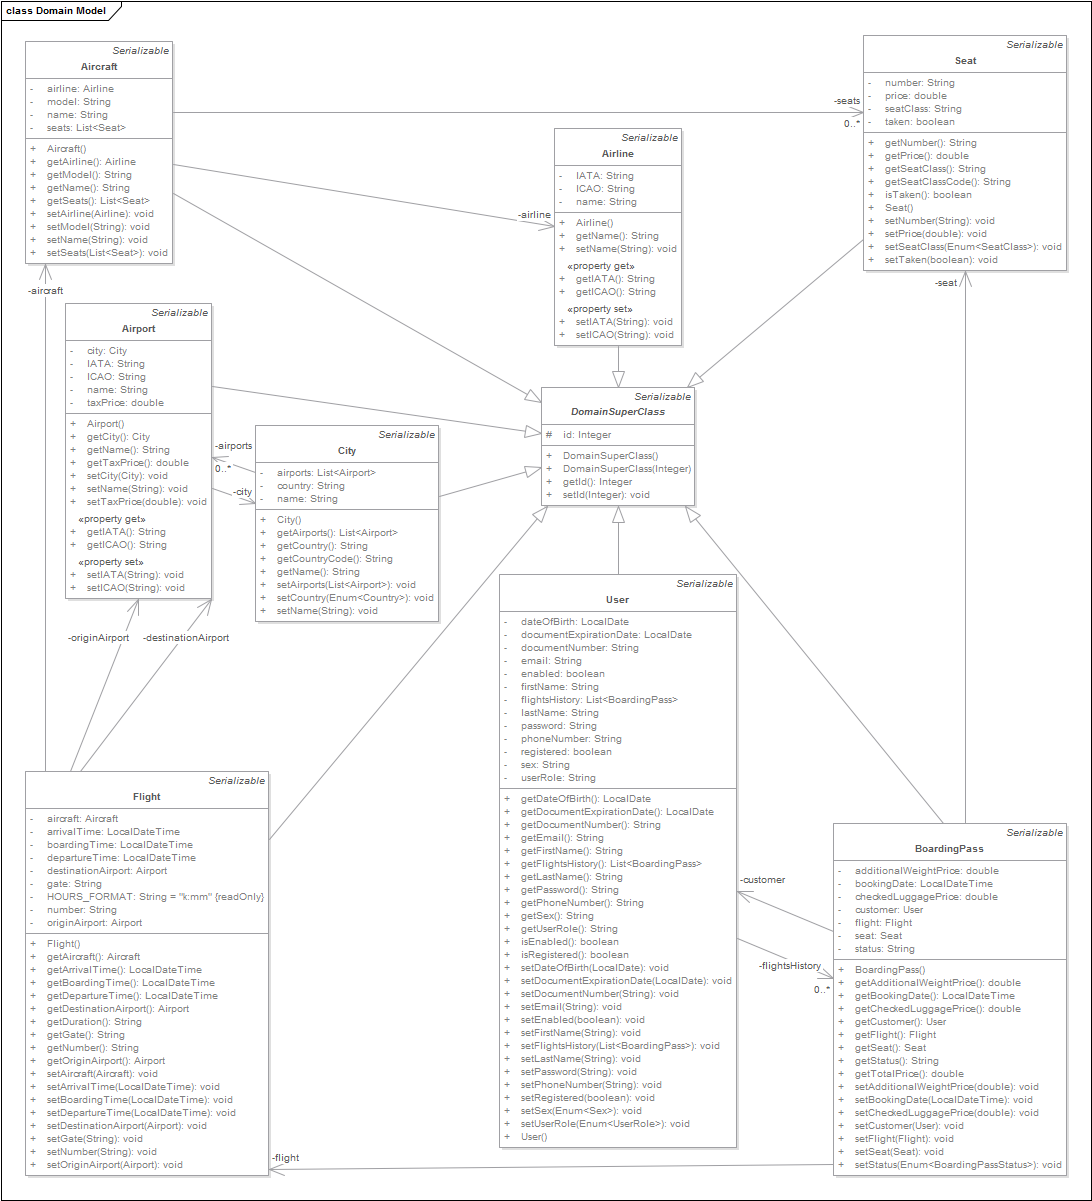 class Domain Model
Serializable
Aircraft
- airline: Airline
- model: String
- name: String
- seats: List<Seat>
+ Aircraft()
+ getAirline(): Airline
+ getModel(): String
+ getName(): String
+ getSeats(): List<Seat>
+ setAirline(Airline): void
+ setModel(String): void
+ setName(String): void
+ setSeats(List<Seat>): void
-seats
0..*
Serializable
Seat
- number: String
- price: double
- seatClass: String
- taken: boolean
+ getNumber(): String
+ getPrice(): double
+ getSeatClass(): String
+ getSeatClassCode(): String
+ isTaken(): boolean
+ Seat()
+ setNumber(String): void
+ setPrice(double): void
+ setSeatClass(Enum<SeatClass>): void
+ setTaken(boolean): void
-seat
Serializable
Airline
- IATA: String
- ICAO: String
- name: String
+ Airline()
+ getName(): String
+ setName(String): void
«property get»
+ getIATA(): String
+ getICAO(): String
«property set»
+ setIATA(String): void
+ setICAO(String): void
-airline
-aircraft
Serializable
Airport
- city: City
- IATA: String
- ICAO: String
- name: String
- taxPrice: double
+ Airport()
+ getCity(): City
+ getName(): String
+ getTaxPrice(): double
+ setCity(City): void
+ setName(String): void
+ setTaxPrice(double): void
«property get»
+ getIATA(): String
+ getICAO(): String
«property set»
+ setIATA(String): void
+ setICAO(String): void
-airports
0..*
-city
Serializable
City
- airports: List<Airport>
- country: String
- name: String
+ City()
+ getAirports(): List<Airport>
+ getCountry(): String
+ getCountryCode(): String
+ getName(): String
+ setAirports(List<Airport>): void
+ setCountry(Enum<Country>): void
+ setName(String): void
Serializable
DomainSuperClass
# id: Integer
+ DomainSuperClass()
+ DomainSuperClass(Integer)
+ getId(): Integer
+ setId(Integer): void
-originAirport
-destinationAirport
Serializable
User
- dateOfBirth: LocalDate
- documentExpirationDate: LocalDate
- documentNumber: String
- email: String
- enabled: boolean
- firstName: String
- flightsHistory: List<BoardingPass>
- lastName: String
- password: String
- phoneNumber: String
- registered: boolean
- sex: String
- userRole: String
+ getDateOfBirth(): LocalDate
+ getDocumentExpirationDate(): LocalDate
+ getDocumentNumber(): String
+ getEmail(): String
+ getFirstName(): String
+ getFlightsHistory(): List<BoardingPass>
+ getLastName(): String
+ getPassword(): String
+ getPhoneNumber(): String
+ getSex(): String
+ getUserRole(): String
+ isEnabled(): boolean
+ isRegistered(): boolean
+ setDateOfBirth(LocalDate): void
+ setDocumentExpirationDate(LocalDate): void
+ setDocumentNumber(String): void
+ setEmail(String): void
+ setEnabled(boolean): void
+ setFirstName(String): void
+ setFlightsHistory(List<BoardingPass>): void
+ setLastName(String): void
+ setPassword(String): void
+ setPhoneNumber(String): void
+ setRegistered(boolean): void
+ setSex(Enum<Sex>): void
+ setUserRole(Enum<UserRole>): void
+ User()
Serializable
Flight
- aircraft: Aircraft
- arrivalTime: LocalDateTime
- boardingTime: LocalDateTime
- departureTime: LocalDateTime
- destinationAirport: Airport
- gate: String
- HOURS_FORMAT: String = "k:mm" {readOnly}
- number: String
- originAirport: Airport
+ Flight()
+ getAircraft(): Aircraft
+ getArrivalTime(): LocalDateTime
+ getBoardingTime(): LocalDateTime
+ getDepartureTime(): LocalDateTime
+ getDestinationAirport(): Airport
+ getDuration(): String
+ getGate(): String
+ getNumber(): String
+ getOriginAirport(): Airport
+ setAircraft(Aircraft): void
+ setArrivalTime(LocalDateTime): void
+ setBoardingTime(LocalDateTime): void
+ setDepartureTime(LocalDateTime): void
+ setDestinationAirport(Airport): void
+ setGate(String): void
+ setNumber(String): void
+ setOriginAirport(Airport): void
-flight
-customer
-flightsHistory
0..*
Serializable
BoardingPass
- additionalWeightPrice: double
- bookingDate: LocalDateTime
- checkedLuggagePrice: double
- customer: User
- flight: Flight
- seat: Seat
- status: String
+ BoardingPass()
+ getAdditionalWeightPrice(): double
+ getBookingDate(): LocalDateTime
+ getCheckedLuggagePrice(): double
+ getCustomer(): User
+ getFlight(): Flight
+ getSeat(): Seat
+ getStatus(): String
+ getTotalPrice(): double
+ setAdditionalWeightPrice(double): void
+ setBookingDate(LocalDateTime): void
+ setCheckedLuggagePrice(double): void
+ setCustomer(User): void
+ setFlight(Flight): void
+ setSeat(Seat): void
+ setStatus(Enum<BoardingPassStatus>): void